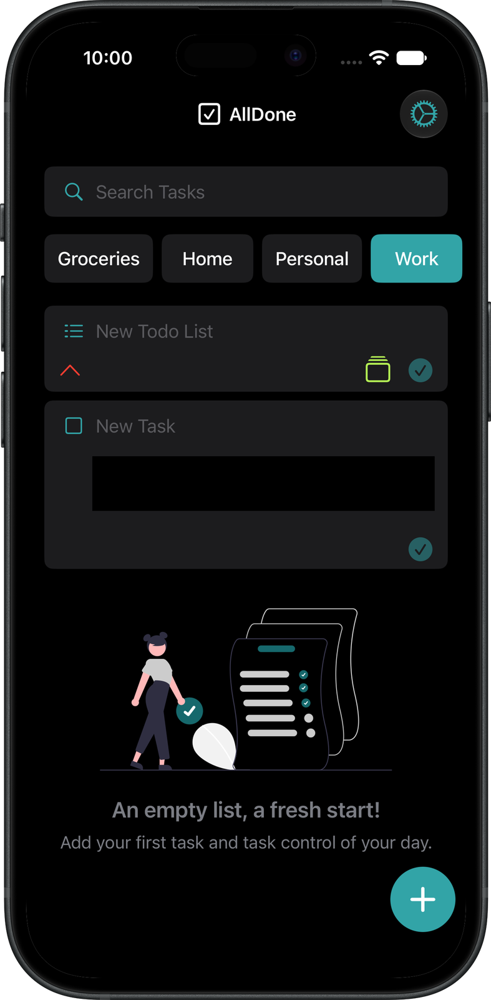 10:00
AllDone
Search Tasks
Groceries Home Personal Work
New Todo List
New Task
An empty list, a fresh start!
Add your first task and task control of your day.